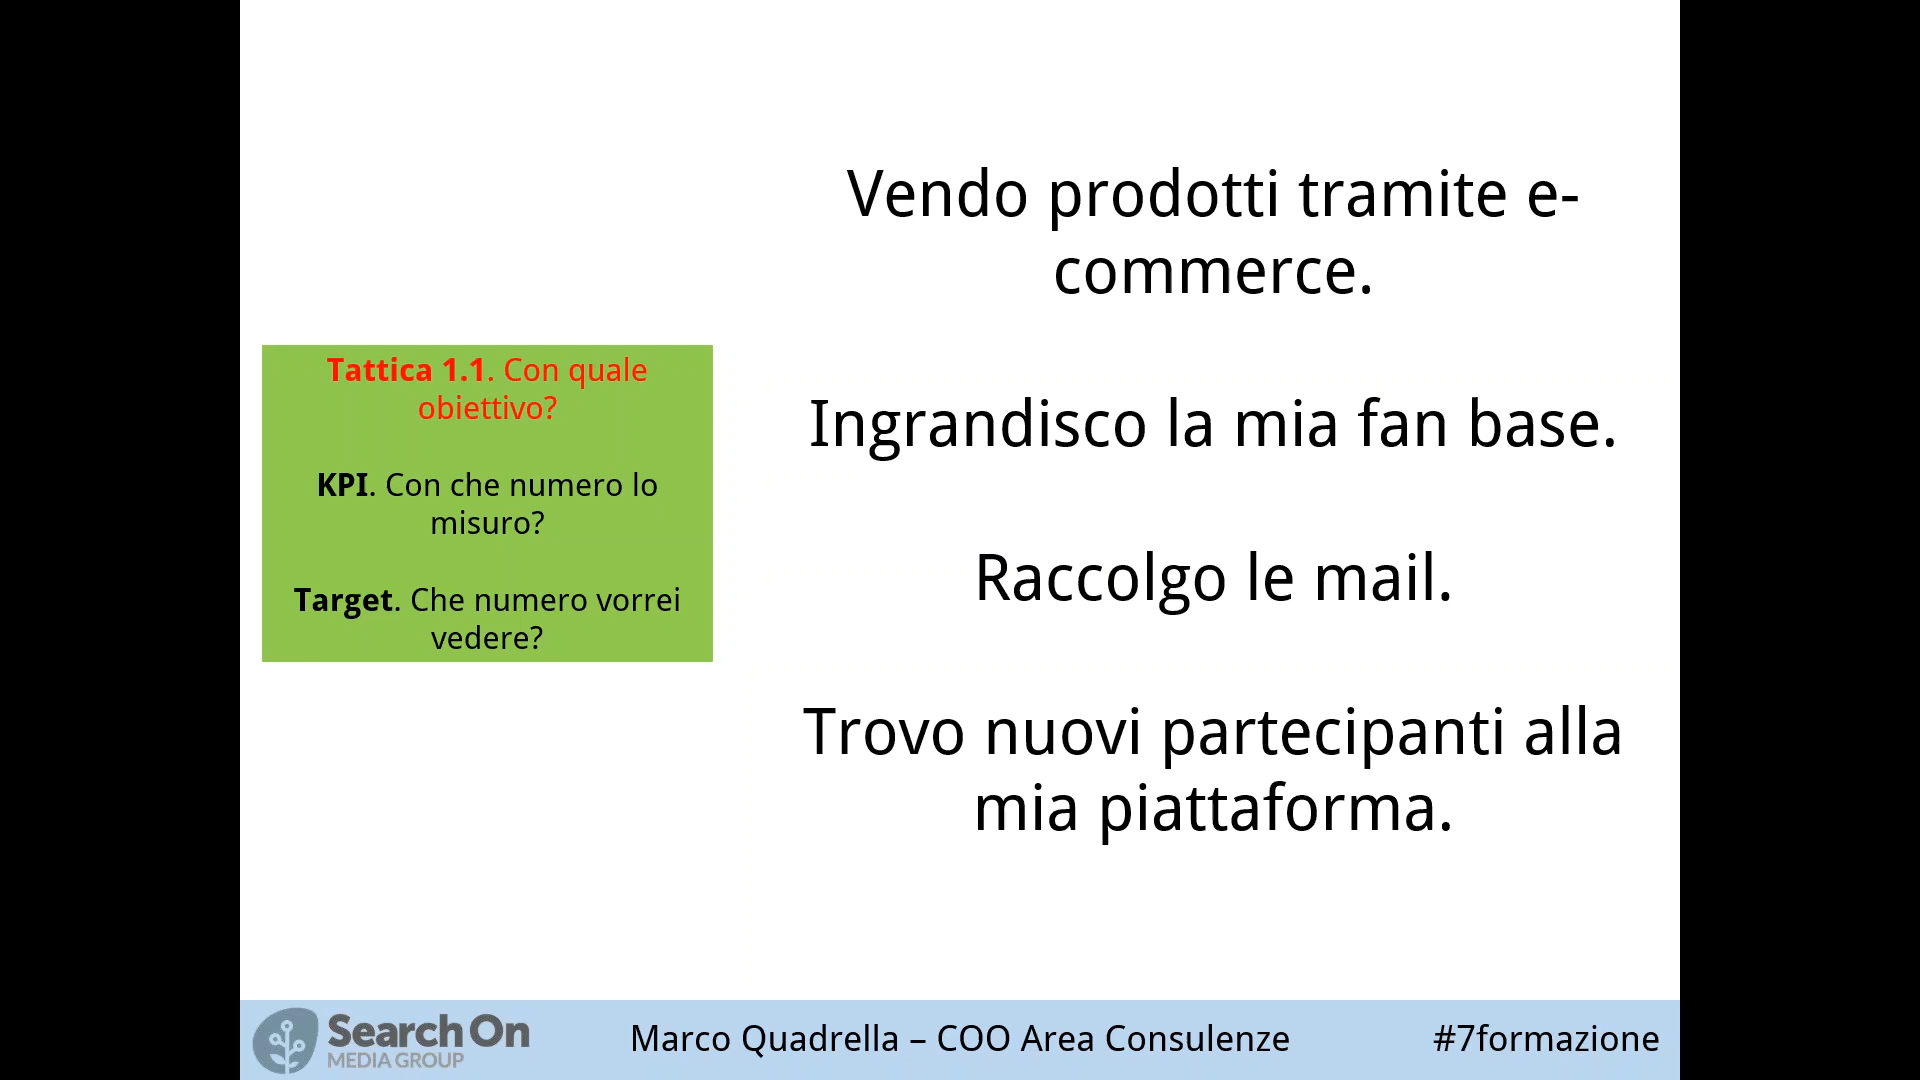 Tattica 1.1. Con quale
obiettivo?
KPI. Con che numero lo
misuro?
Target. Che numero vorrei
vedere?
Vendo prodotti tramite e-
commerce.
Ingrandisco la mia fan base.
Raccolgo le mail.
Trovo nuovi partecipanti alla
mia piattaforma.
Search On
MEDIA GROUP
Marco Quadrella – COO Area Consulenze
#7formazione